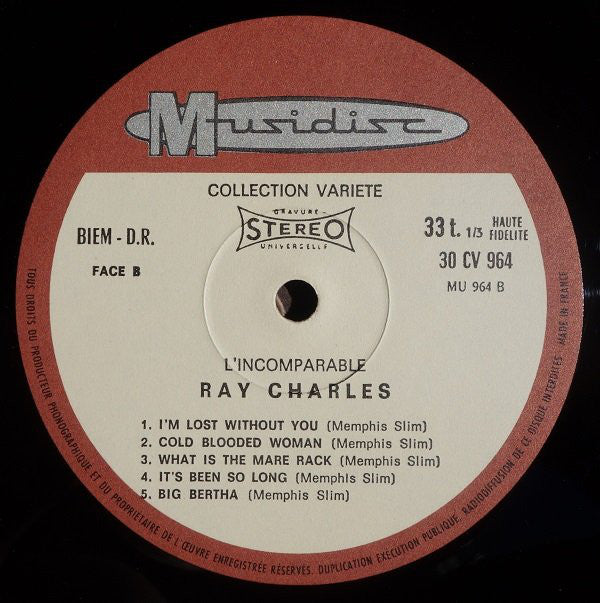 Musidisc
COLLECTION VARIETE
GRAVURE
STEREO
UNIVERSELLE
BIEM - D.R.
FACE B
33 t. 1/3 HAUTE FIDELITE
30 CV 964
MU 964 B
L'INCOMPARABLE
RAY CHARLES
1. I'M LOST WITHOUT YOU (Memphis Slim)
2. COLD BLOODED WOMAN (Memphis Slim)
3. WHAT IS THE MARE RACK (Memphis Slim)
4. IT'S BEEN SO LONG (Memphis Slim)
5. BIG BERTHA (Memphis Slim)
TOUS DROITS DU PRODUCTEUR PHONOGRAPHIQUE ET DU PROPRIETAIRE DE L'ŒUVRE ENREGISTRÉE RESERVÉS. DUPLICATION EXECUTION PUBLIQUE, RADIODIFFUSION DE CE DISQUE INTERDITES . MADE IN FRANCE